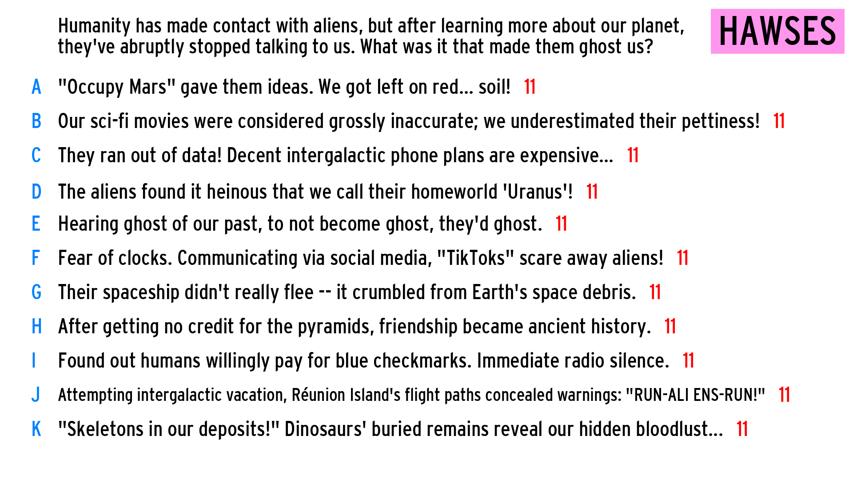 Humanity has made contact with aliens, but after learning more about our planet,
they've abruptly stopped talking to us. What was it that made them ghost us?
HAWSES
A "Occupy Mars" gave them ideas. We got left on red... soil! 11
B Our sci-fi movies were considered grossly inaccurate; we underestimated their pettiness! 11
C They ran out of data! Decent intergalactic phone plans are expensive... 11
D The aliens found it heinous that we call their homeworld 'Uranus'! 11
E Hearing ghost of our past, to not become ghost, they'd ghost. 11
F Fear of clocks. Communicating via social media, "TikToks" scare away aliens! 11
G Their spaceship didn't really flee -- it crumbled from Earth's space debris. 11
H After getting no credit for the pyramids, friendship became ancient history. 11
I Found out humans willingly pay for blue checkmarks. Immediate radio silence. 11
J Attempting intergalactic vacation, Réunion Island's flight paths concealed warnings: "RUN-ALI ENS-RUN!" 11
K "Skeletons in our deposits!" Dinosaurs' buried remains reveal our hidden bloodlust... 11